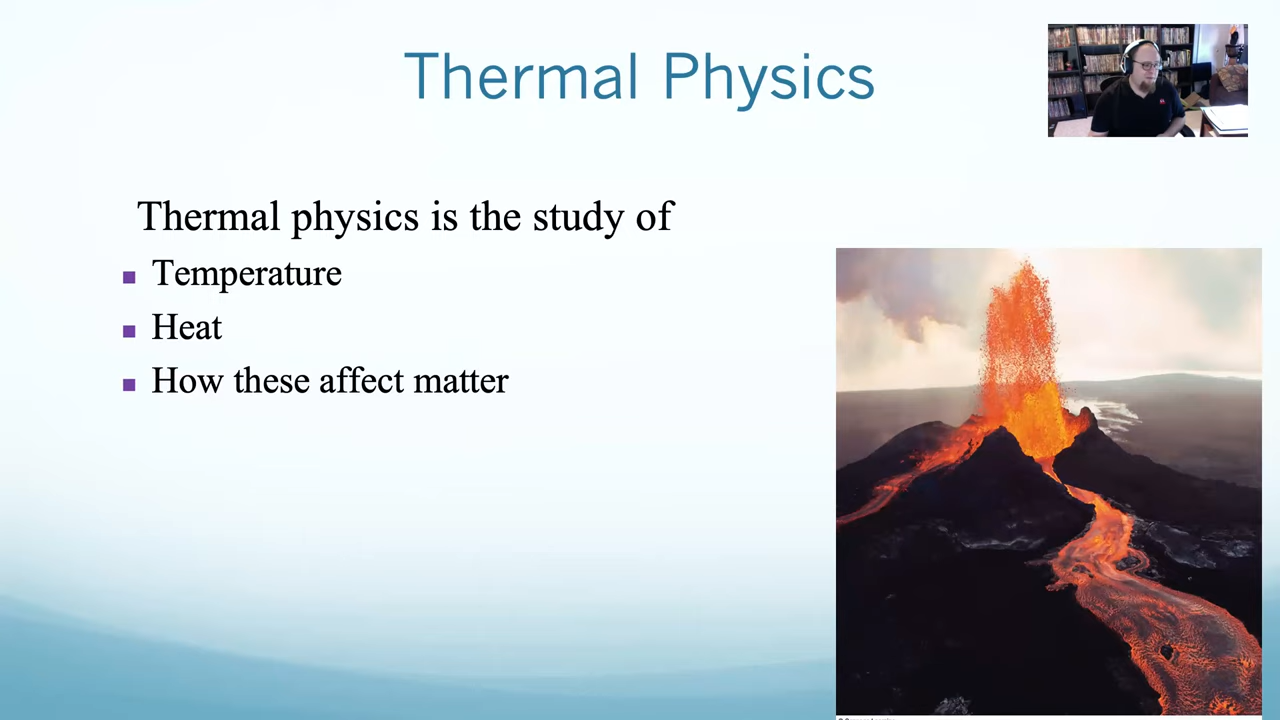 Thermal Physics
Thermal physics is the study of
Temperature
Heat
How these affect matter